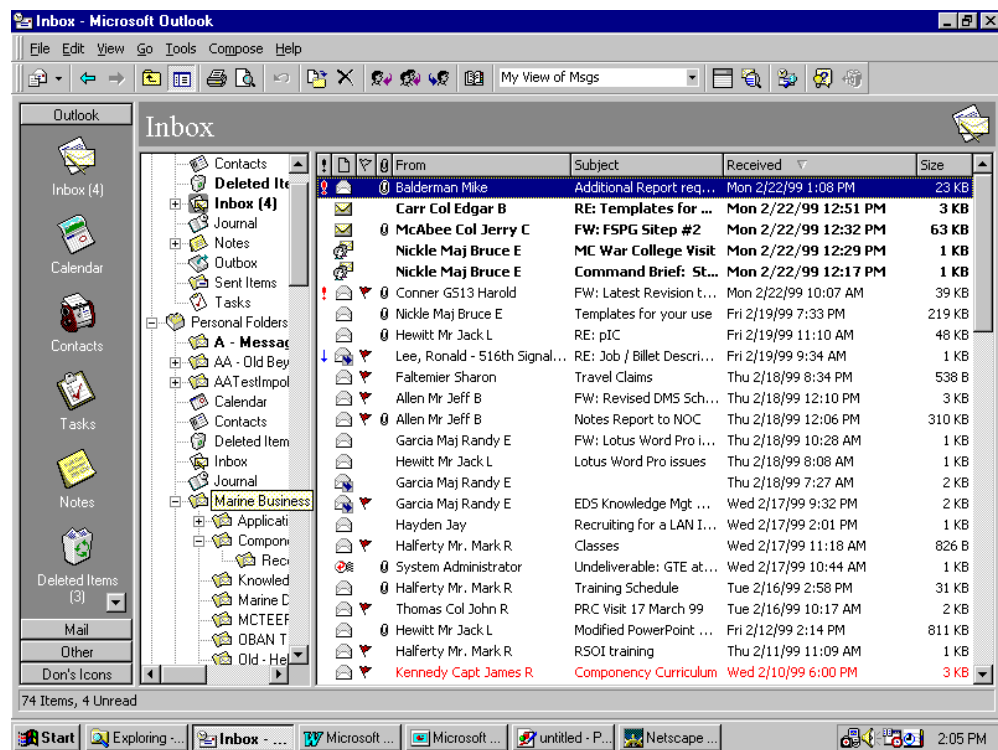 Inbox - Microsoft Outlook
File Edit View Go Tools Compose Help
My View of Msgs
Outlook
Inbox (4)
Calendar
Contacts
Tasks
Notes
Deleted Items
(3)
Mail
Other
Don's Icons
Inbox
Contacts
Deleted Ite
Inbox (4)
Journal
Notes
Outbox
Sent Items
Tasks
Personal Folders
A - Messag
AA - Old Bey
AATestImpo
Calendar
Contacts
Deleted Item
Inbox
Journal
Marine Business
Applicati
Compon
Rec
Knowled
Marine D
MCTEEF
OBAN T
Old - He
From Subject Received Size
Balderman Mike Additional Report req... Mon 2/22/99 1:08 PM 23 KB
Carr Col Edgar B RE: Templates for ... Mon 2/22/99 12:51 PM 3 KB
McAbee Col Jerry C FW: FSPG Sitep #2 Mon 2/22/99 12:32 PM 63 KB
Nickle Maj Bruce E MC War College Visit Mon 2/22/99 12:29 PM 1 KB
Nickle Maj Bruce E Command Brief: St... Mon 2/22/99 12:17 PM 1 KB
Conner GS13 Harold FW: Latest Revision t... Mon 2/22/99 10:07 AM 39 KB
Nickle Maj Bruce E Templates for your use Fri 2/19/99 7:33 PM 219 KB
Hewitt Mr Jack L RE: pIC Fri 2/19/99 11:10 AM 48 KB
Lee, Ronald - 516th Signal... RE: Job / Billet Descri... Fri 2/19/99 9:34 AM 1 KB
Faltemier Sharon Travel Claims Thu 2/18/99 8:34 PM 538 B
Allen Mr Jeff B FW: Revised DMS Sch... Thu 2/18/99 12:10 PM 3 KB
Allen Mr Jeff B Notes Report to NOC Thu 2/18/99 12:06 PM 310 KB
Garcia Maj Randy E FW: Lotus Word Pro i... Thu 2/18/99 10:28 AM 1 KB
Hewitt Mr Jack L Lotus Word Pro issues Thu 2/18/99 8:08 AM 1 KB
Garcia Maj Randy E Thu 2/18/99 7:27 AM 2 KB
Garcia Maj Randy E EDS Knowledge Mgt ... Wed 2/17/99 9:32 PM 2 KB
Hayden Jay Recruiting for a LAN I... Wed 2/17/99 2:01 PM 1 KB
Halferty Mr. Mark R Classes Wed 2/17/99 11:18 AM 826 B
System Administrator Undeliverable: GTE at... Wed 2/17/99 10:44 AM 1 KB
Halferty Mr. Mark R Training Schedule Tue 2/16/99 2:58 PM 31 KB
Thomas Col John R PRC Visit 17 March 99 Tue 2/16/99 10:17 AM 2 KB
Hewitt Mr Jack L Modified PowerPoint ... Fri 2/12/99 2:14 PM 811 KB
Halferty Mr. Mark R RSOI training Thu 2/11/99 11:09 AM 1 KB
Kennedy Capt James R Componency Curriculum Wed 2/10/99 6:00 PM 3 KB
74 Items, 4 Unread
Start Exploring -... Inbox - ... Microsoft ... Microsoft ... untitled - P... Netscape ... 2:05 PM